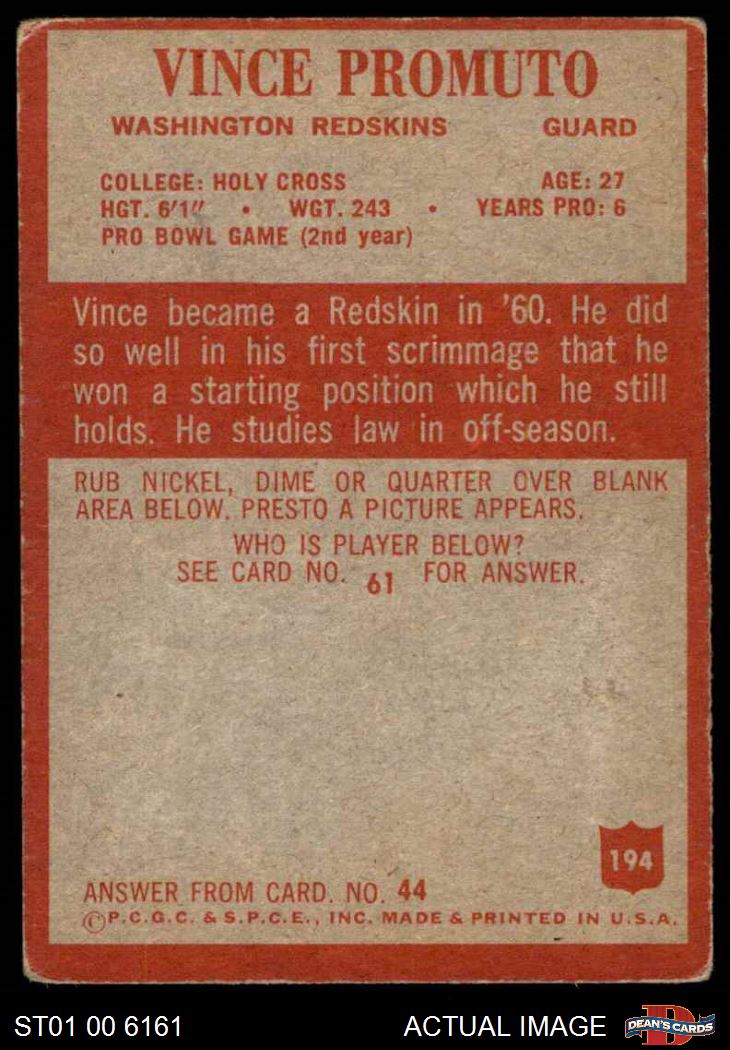 VINCE PROMUTO
WASHINGTON REDSKINS GUARD
COLLEGE: HOLY CROSS AGE: 27
HGT. 6'1" • WGT. 243 • YEARS PRO: 6
PRO BOWL GAME (2nd year)
Vince became a Redskin in '60. He did
so well in his first scrimmage that he
won a starting position which he still
holds. He studies law in off-season.
RUB NICKEL, DIME OR QUARTER OVER BLANK
AREA BELOW. PRESTO A PICTURE APPEARS.
WHO IS PLAYER BELOW?
SEE CARD NO. 61 FOR ANSWER.
194
ANSWER FROM CARD. NO. 44
©P.C.G.C. & S.P.C.E., INC. MADE & PRINTED IN U.S.A.
ST01 00 6161 ACTUAL IMAGE D DEAN'S CARDS